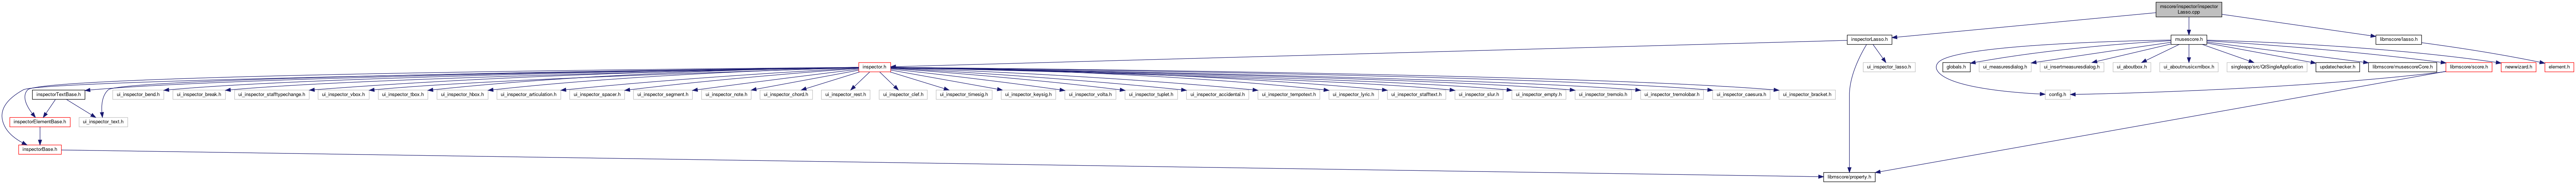 mscore/inspector/inspector
Lasso.cpp
inspectorLasso.h
musescore.h
libmscore/lasso.h
inspector.h
ui_inspector_lasso.h
globals.h
ui_measuresdialog.h
ui_insertmeasuresdialog.h
ui_aboutbox.h
ui_aboutmusicxmlbox.h
singleapp/src/QtSingleApplication
updatechecker.h
libmscore/musescoreCore.h
libmscore/score.h
newwizard.h
element.h
inspectorTextBase.h
ui_inspector_bend.h
ui_inspector_break.h
ui_inspector_stafftypechange.h
ui_inspector_vbox.h
ui_inspector_tbox.h
ui_inspector_hbox.h
ui_inspector_articulation.h
ui_inspector_spacer.h
ui_inspector_segment.h
ui_inspector_note.h
ui_inspector_chord.h
ui_inspector_rest.h
ui_inspector_clef.h
ui_inspector_timesig.h
ui_inspector_keysig.h
ui_inspector_volta.h
ui_inspector_tuplet.h
ui_inspector_accidental.h
ui_inspector_tempotext.h
ui_inspector_lyric.h
ui_inspector_stafftext.h
ui_inspector_slur.h
ui_inspector_empty.h
ui_inspector_tremolo.h
ui_inspector_tremolobar.h
ui_inspector_caesura.h
ui_inspector_bracket.h
config.h
inspectorElementBase.h
ui_inspector_text.h
inspectorBase.h
libmscore/property.h